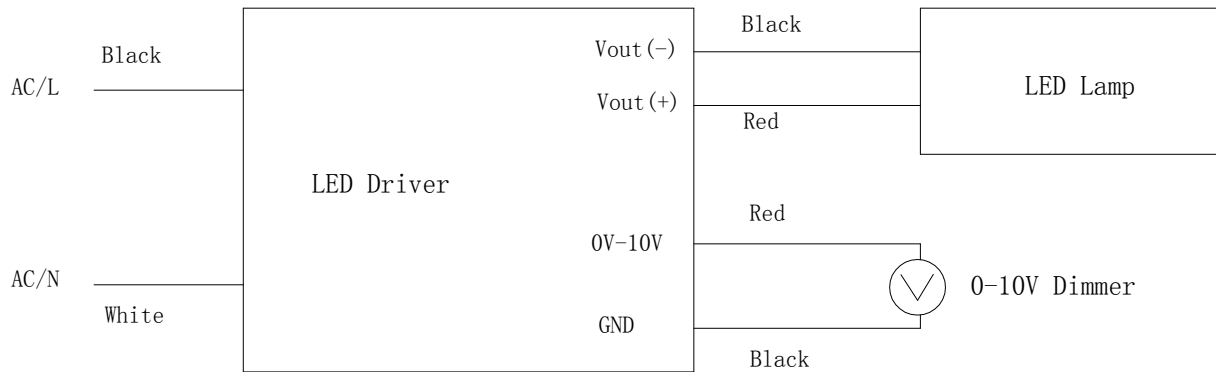 Black
AC/L
LED Driver
AC/N
White
Vout(-)
Vout(+)
0V-10V
GND
Black
Red
LED Lamp
Red
0-10V Dimmer
Black